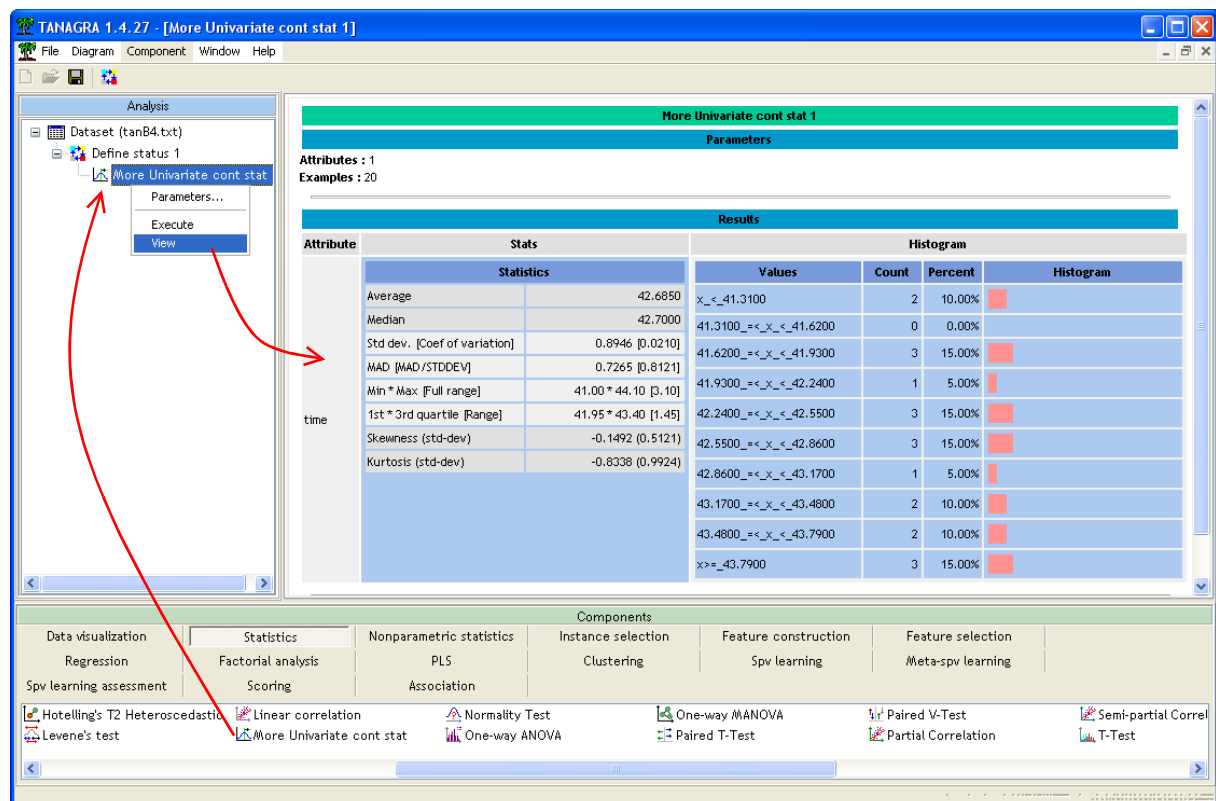 TANAGRA 1.4.27 - [More Univariate cont stat 1]
File Diagram Component Window Help
Analysis
Dataset (tanB4.txt)
Define status 1
More Univariate cont stat
Parameters...
Execute
View
More Univariate cont stat 1
Parameters
Attributes : 1
Examples : 20
Results
Attribute Stats Histogram
time
Statistics
Average 42.6850
Median 42.7000
Std dev. [Coef of variation] 0.8946 [0.0210]
MAD [MAD/STDDEV] 0.7265 [0.8121]
Min * Max [Full range] 41.00 * 44.10 [3.10]
1st * 3rd quartile [Range] 41.95 * 43.40 [1.45]
Skewness (std-dev) -0.1492 (0.5121)
Kurtosis (std-dev) -0.8338 (0.9924)
Values Count Percent Histogram
x_<_41.3100 2 10.00%
41.3100_=<_x_<_41.6200 0 0.00%
41.6200_=<_x_<_41.9300 3 15.00%
41.9300_=<_x_<_42.2400 1 5.00%
42.2400_=<_x_<_42.5500 3 15.00%
42.5500_=<_x_<_42.8600 3 15.00%
42.8600_=<_x_<_43.1700 1 5.00%
43.1700_=<_x_<_43.4800 2 10.00%
43.4800_=<_x_<_43.7900 2 10.00%
x>=_43.7900 3 15.00%
Components
Data visualization Statistics Nonparametric statistics Instance selection Feature construction Feature selection
Regression Factorial analysis PLS Clustering Spv learning Meta-spv learning
Spv learning assessment Scoring Association
Hotelling's T2 Heteroscedastic Linear correlation Normality Test One-way MANOVA Paired V-Test Semi-partial Correl
Levene's test More Univariate cont stat One-way ANOVA Paired T-Test Partial Correlation T-Test